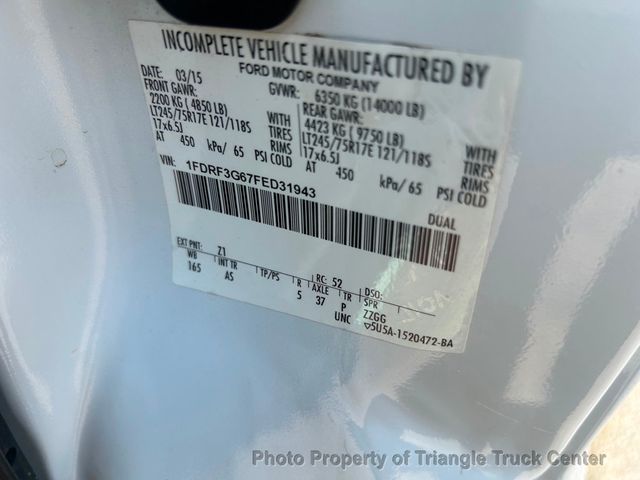 INCOMPLETE VEHICLE MANUFACTURED BY
FORD MOTOR COMPANY
DATE: 03/15 GVWR: 6350 KG (14000 LB)
FRONT GAWR: REAR GAWR:
2200 KG (4850 LB) WITH 4423 KG (9750 LB) WITH
LT245/75R17E 121/118S TIRES LT245/75R17E 121/118S TIRES
17x6.5J RIMS 17x6.5J RIMS
AT 450 kPa/ 65 PSI COLD AT 450 kPa/ 65 PSI COLD
VIN: 1FDRF3G67FED31943
DUAL
EXT PNT: Z1 RC: 52 DSO:
WB INT TR TP/PS R AXLE TR SPR
165 AS 5 37 P ZZGG
UNC ▽5U5A-1520472-BA
Photo Property of Triangle Truck Center